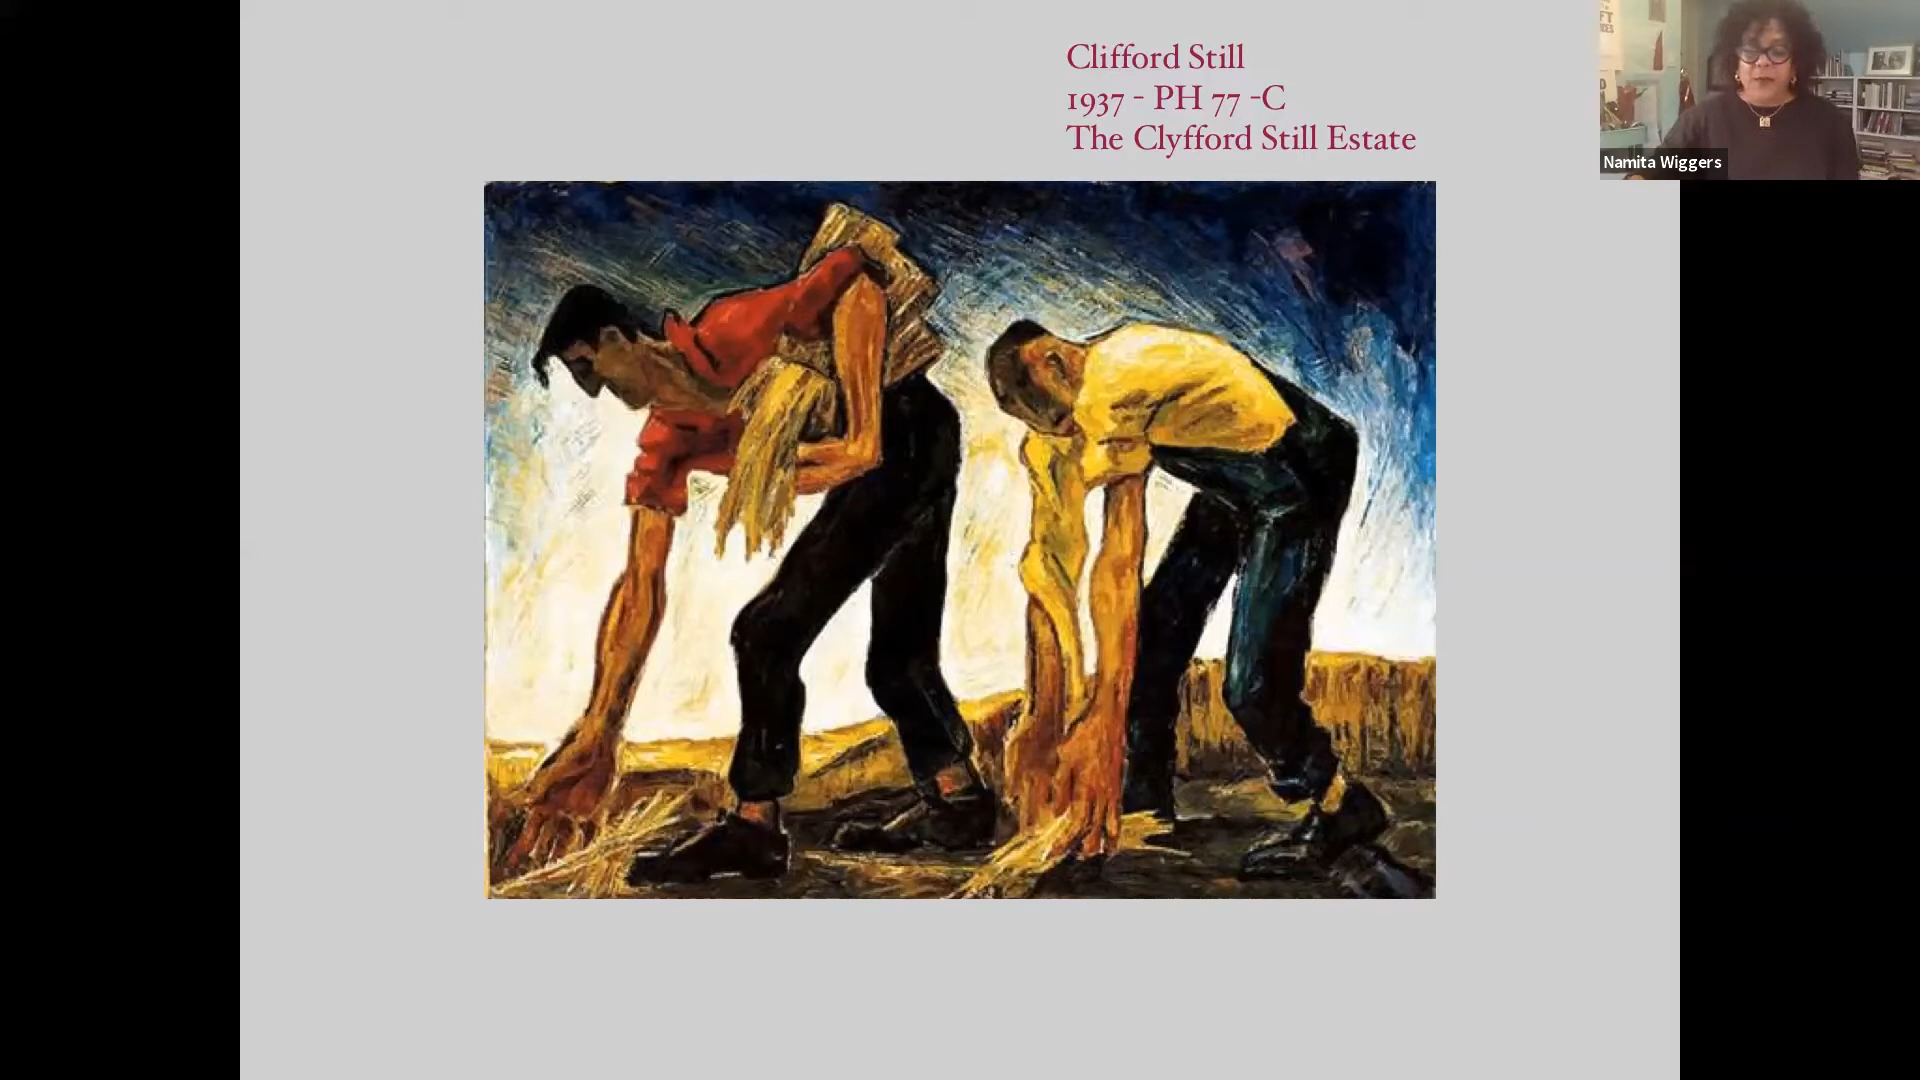 Clifford Still
1937 - PH 77 -C
The Clyfford Still Estate
Namita Wiggers